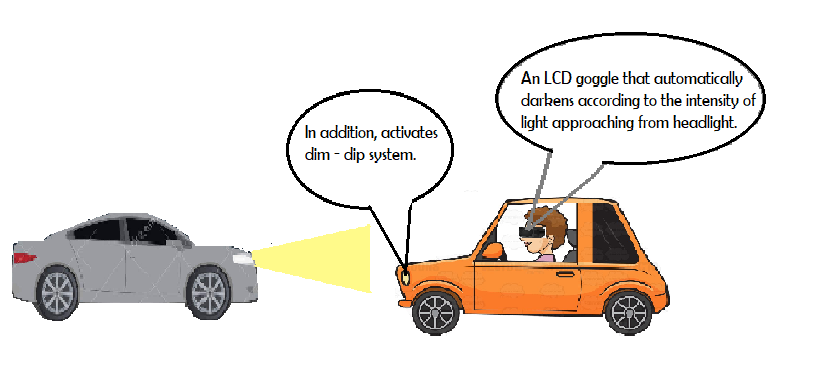 In addition, activates
dim - dip system.
An LCD goggle that automatically
darkens according to the intensity of
light approaching from headlight.